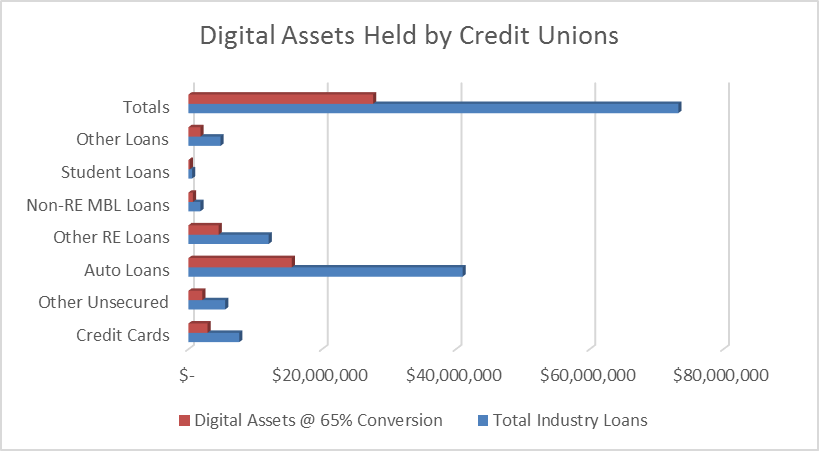 Digital Assets Held by Credit Unions
Totals
Other Loans
Student Loans
Non-RE MBL Loans
Other RE Loans
Auto Loans
Other Unsecured
Credit Cards
$- $20,000,000 $40,000,000 $60,000,000 $80,000,000
Digital Assets @ 65% Conversion Total Industry Loans